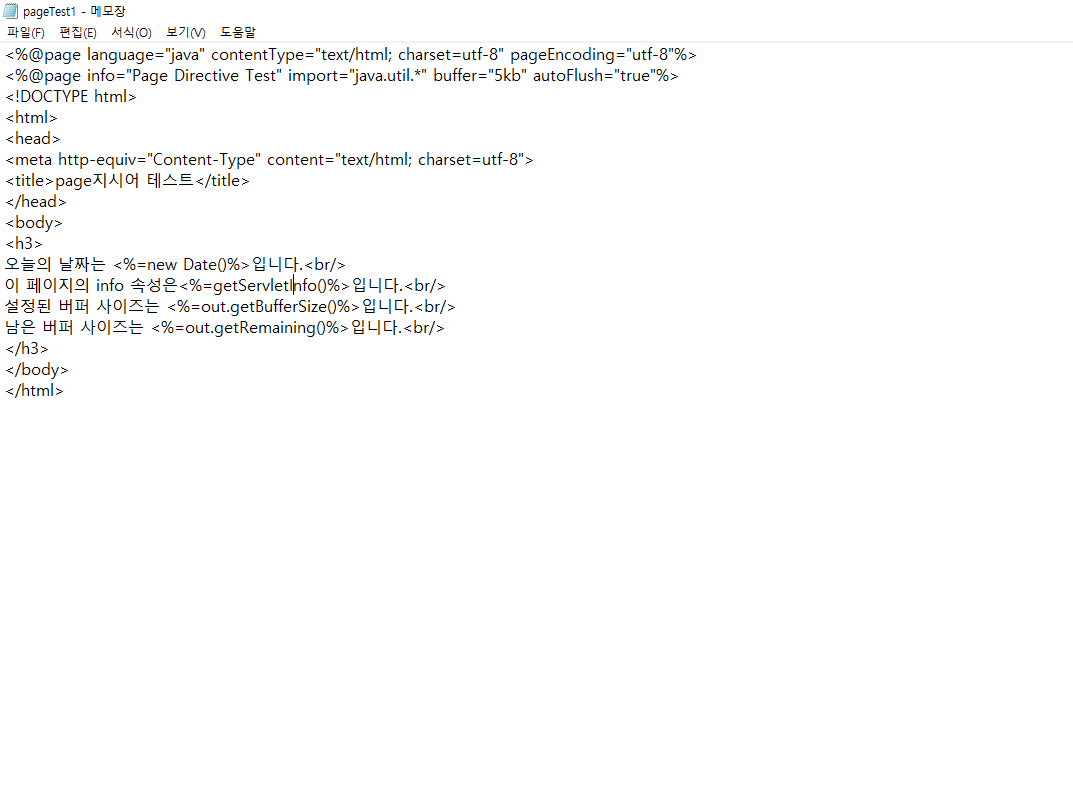 pageTest1 - 메모장
파일(F) 편집(E) 서식(O) 보기(V) 도움말
<%@page language="java" contentType="text/html; charset=utf-8" pageEncoding="utf-8"%>
<%@page info="Page Directive Test" import="java.util.*" buffer="5kb" autoFlush="true"%>
<!DOCTYPE html>
<html>
<head>
<meta http-equiv="Content-Type" content="text/html; charset=utf-8">
<title>page지시어 테스트</title>
</head>
<body>
<h3>
오늘의 날짜는 <%=new Date()%>입니다.<br/>
이 페이지의 info 속성은<%=getServletInfo()%>입니다.<br/>
설정된 버퍼 사이즈는 <%=out.getBufferSize()%>입니다.<br/>
남은 버퍼 사이즈는 <%=out.getRemaining()%>입니다.<br/>
</h3>
</body>
</html>